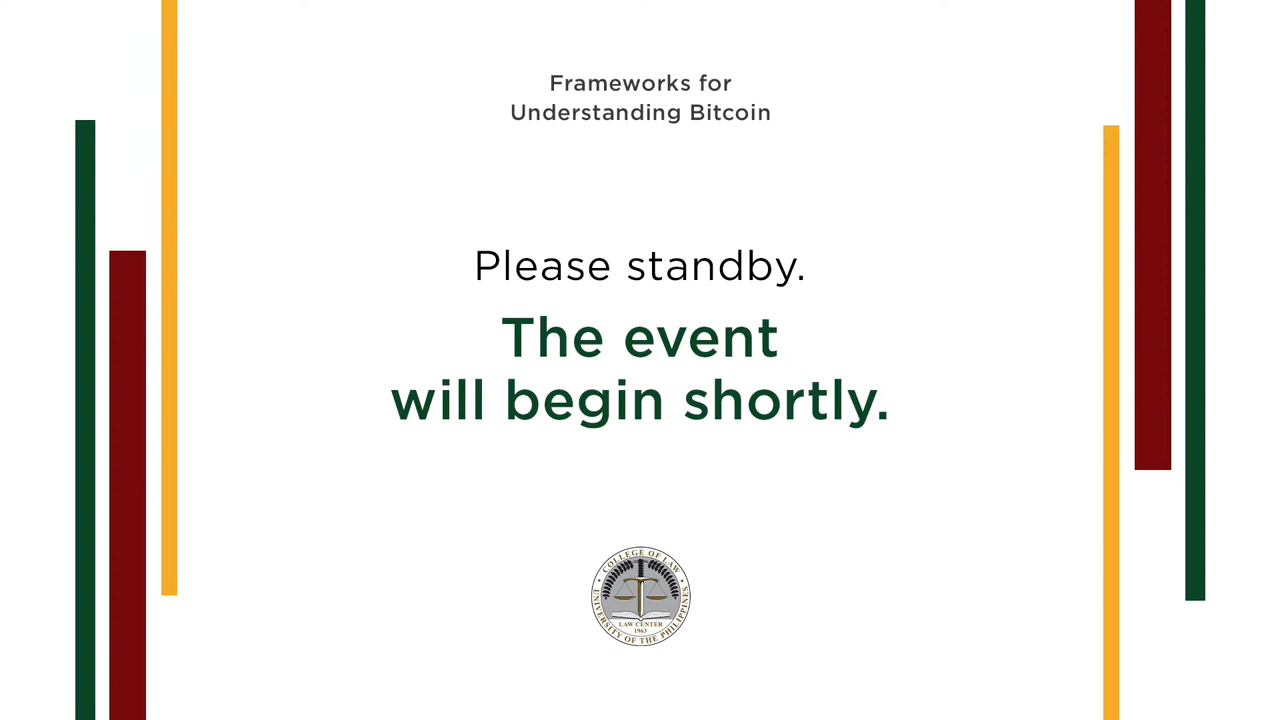 Frameworks for
Understanding Bitcoin
Please standby.
The event
will begin shortly.
COLLEGE OF LAW
LAW CENTER
1963
UNIVERSITY OF THE PHILIPPINES